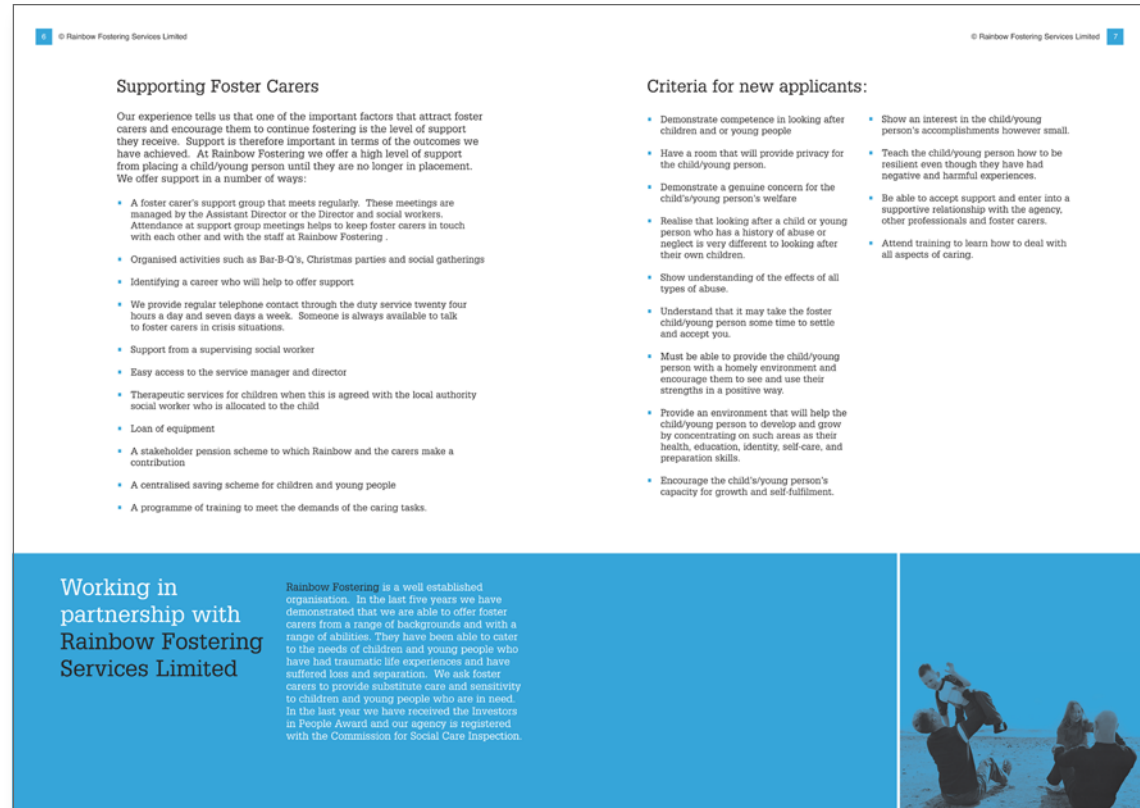 6 © Rainbow Fostering Services Limited
Supporting Foster Carers
Our experience tells us that one of the important factors that attract foster
carers and encourage them to continue fostering is the level of support
they receive. Support is therefore important in terms of the outcomes we
have achieved. At Rainbow Fostering we offer a high level of support
from placing a child/young person until they are no longer in placement.
We offer support in a number of ways:
• A foster carer's support group that meets regularly. These meetings are
managed by the Assistant Director or the Director and social workers.
Attendance at support group meetings helps to keep foster carers in touch
with each other and with the staff at Rainbow Fostering .
• Organised activities such as Bar-B-Q's, Christmas parties and social gatherings
• Identifying a career who will help to offer support
• We provide regular telephone contact through the duty service twenty four
hours a day and seven days a week. Someone is always available to talk
to foster carers in crisis situations.
• Support from a supervising social worker
• Easy access to the service manager and director
• Therapeutic services for children when this is agreed with the local authority
social worker who is allocated to the child
• Loan of equipment
• A stakeholder pension scheme to which Rainbow and the carers make a
contribution
• A centralised saving scheme for children and young people
• A programme of training to meet the demands of the caring tasks.
© Rainbow Fostering Services Limited 7
Criteria for new applicants:
• Demonstrate competence in looking after
children and or young people
• Have a room that will provide privacy for
the child/young person.
• Demonstrate a genuine concern for the
child's/young person's welfare
• Realise that looking after a child or young
person who has a history of abuse or
neglect is very different to looking after
their own children.
• Show understanding of the effects of all
types of abuse.
• Understand that it may take the foster
child/young person some time to settle
and accept you.
• Must be able to provide the child/young
person with a homely environment and
encourage them to see and use their
strengths in a positive way.
• Provide an environment that will help the
child/young person to develop and grow
by concentrating on such areas as their
health, education, identity, self-care, and
preparation skills.
• Encourage the child's/young person's
capacity for growth and self-fulfilment.
• Show an interest in the child/young
person's accomplishments however small.
• Teach the child/young person how to be
resilient even though they have had
negative and harmful experiences.
• Be able to accept support and enter into a
supportive relationship with the agency,
other professionals and foster carers.
• Attend training to learn how to deal with
all aspects of caring.
Working in
partnership with
Rainbow Fostering
Services Limited
Rainbow Fostering is a well established
organisation. In the last five years we have
demonstrated that we are able to offer foster
carers from a range of backgrounds and with a
range of abilities. They have been able to cater
to the needs of children and young people who
have had traumatic life experiences and have
suffered loss and separation. We ask foster
carers to provide substitute care and sensitivity
to children and young people who are in need.
In the last year we have received the Investors
in People Award and our agency is registered
with the Commission for Social Care Inspection.